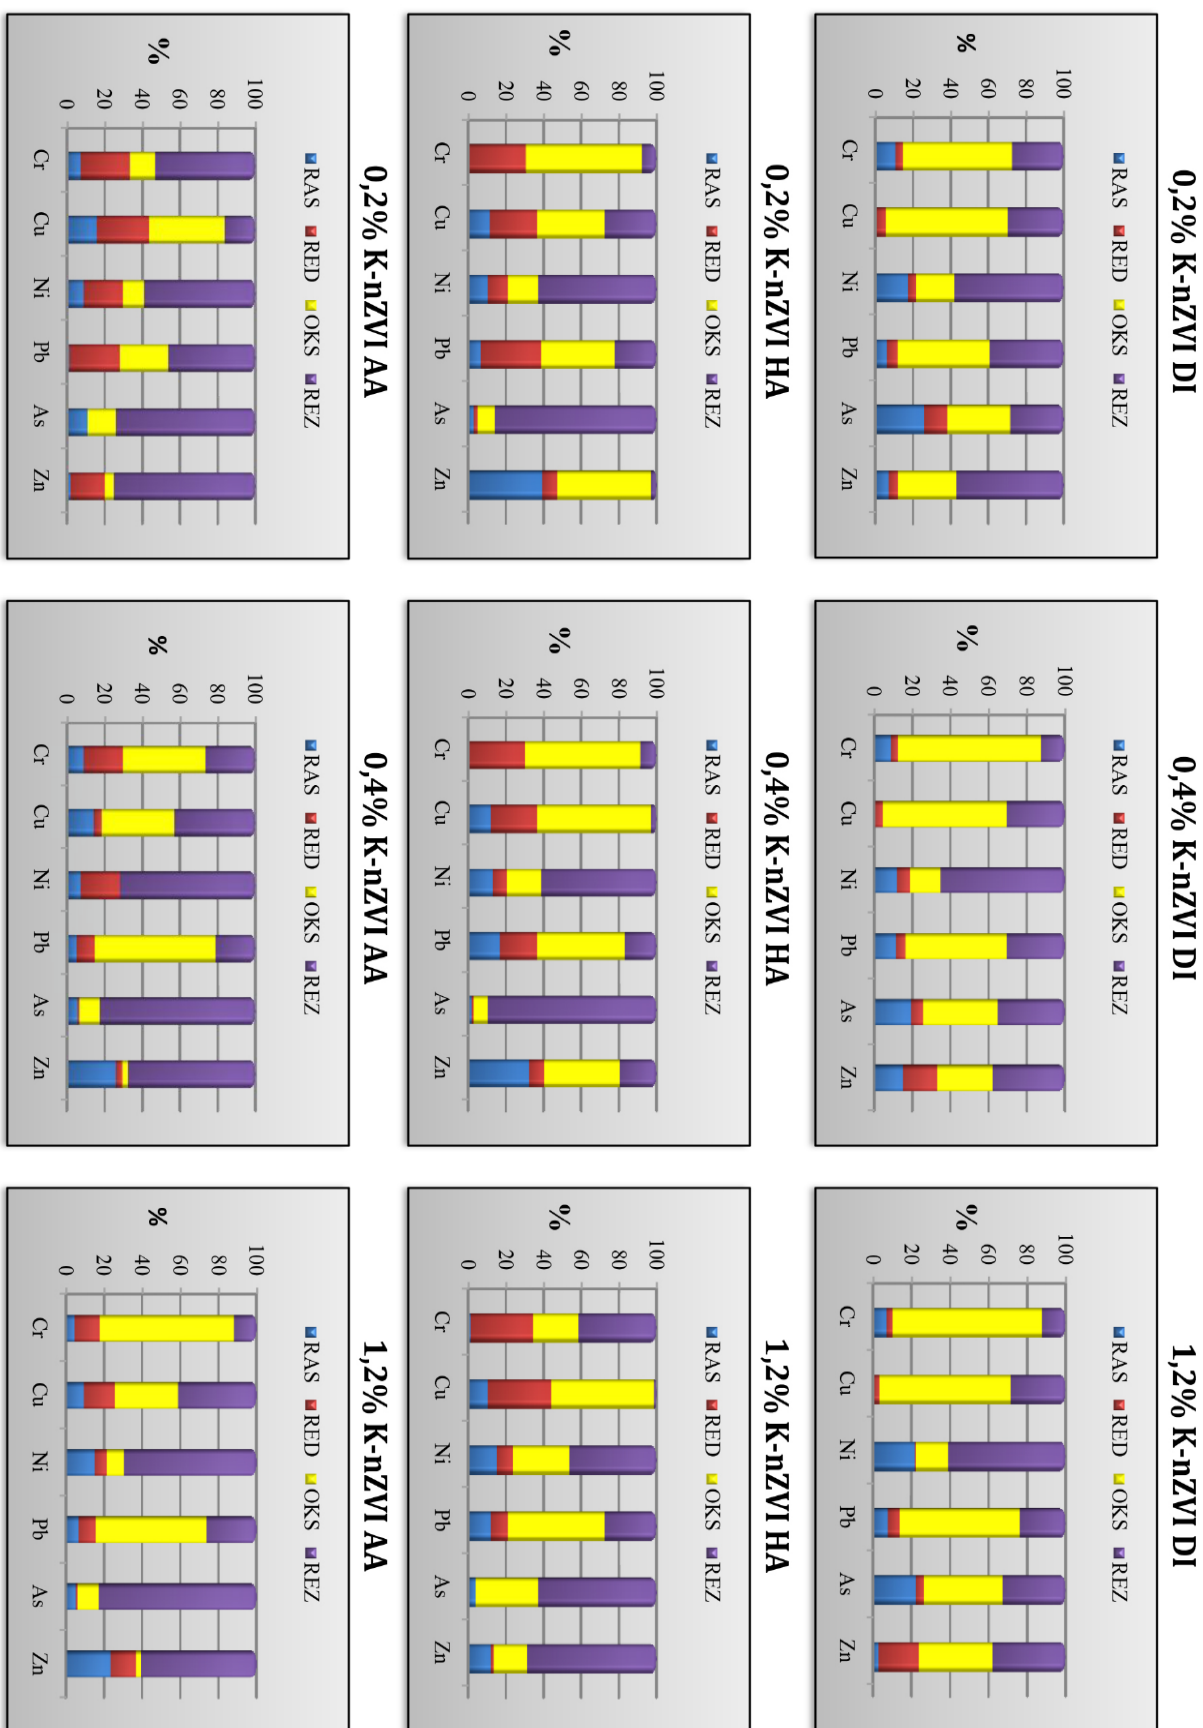 0,2% K-nZVI DI
RAS RED OKS REZ
100
80
60
40
20
0
%
Cr Cu Ni Pb As Zn
0,4% K-nZVI DI
RAS RED OKS REZ
100
80
60
40
20
0
%
Cr Cu Ni Pb As Zn
1,2% K-nZVI DI
RAS RED OKS REZ
100
80
60
40
20
0
%
Cr Cu Ni Pb As Zn
0,2% K-nZVI HA
RAS RED OKS REZ
100
80
60
40
20
0
%
Cr Cu Ni Pb As Zn
0,4% K-nZVI HA
RAS RED OKS REZ
100
80
60
40
20
0
%
Cr Cu Ni Pb As Zn
1,2% K-nZVI HA
RAS RED OKS REZ
100
80
60
40
20
0
%
Cr Cu Ni Pb As Zn
0,2% K-nZVI AA
RAS RED OKS REZ
100
80
60
40
20
0
%
Cr Cu Ni Pb As Zn
0,4% K-nZVI AA
RAS RED OKS REZ
100
80
60
40
20
0
%
Cr Cu Ni Pb As Zn
1,2% K-nZVI AA
RAS RED OKS REZ
100
80
60
40
20
0
%
Cr Cu Ni Pb As Zn